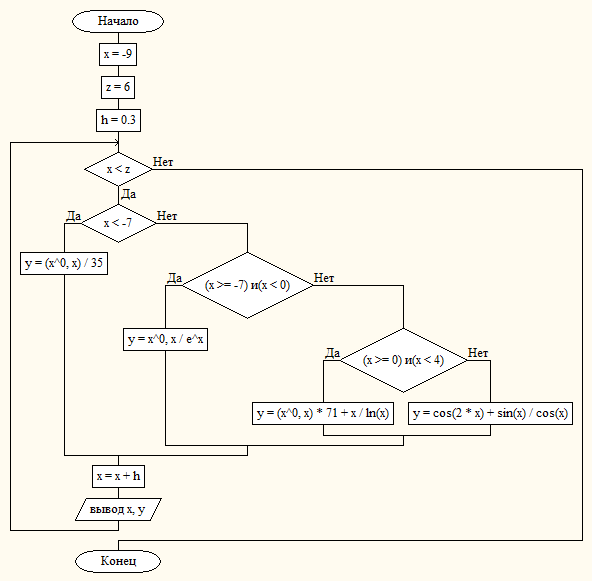 Начало
x = -9
z = 6
h = 0.3
x < z
Нет
Да
x < -7
Да
Нет
y = (x^0, x) / 35
(x >= -7) и(x < 0)
Да
Нет
y = x^0, x / e^x
(x >= 0) и(x < 4)
Да
Нет
y = (x^0, x) * 71 + x / ln(x)
y = cos(2 * x) + sin(x) / cos(x)
x = x + h
вывод x, y
Конец